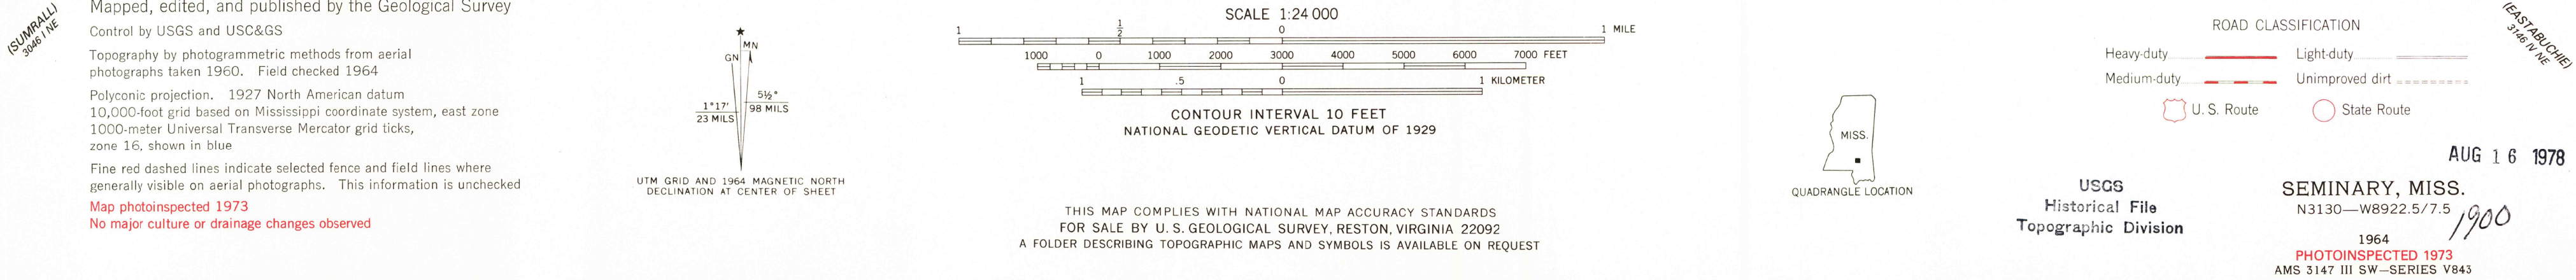 (SUMRALL)
3046 I NE
Mapped, edited, and published by the Geological Survey
Control by USGS and USC&GS
Topography by photogrammetric methods from aerial
photographs taken 1960. Field checked 1964
Polyconic projection. 1927 North American datum
10,000-foot grid based on Mississippi coordinate system, east zone
1000-meter Universal Transverse Mercator grid ticks,
zone 16, shown in blue
Fine red dashed lines indicate selected fence and field lines where
generally visible on aerial photographs. This information is unchecked
Map photoinspected 1973
No major culture or drainage changes observed
★
MN
GN
1°17′
23 MILS
5½°
98 MILS
UTM GRID AND 1964 MAGNETIC NORTH
DECLINATION AT CENTER OF SHEET
SCALE 1:24 000
1 ½ 0 1 MILE
1000 0 1000 2000 3000 4000 5000 6000 7000 FEET
1 .5 0 1 KILOMETER
CONTOUR INTERVAL 10 FEET
NATIONAL GEODETIC VERTICAL DATUM OF 1929
THIS MAP COMPLIES WITH NATIONAL MAP ACCURACY STANDARDS
FOR SALE BY U. S. GEOLOGICAL SURVEY, RESTON, VIRGINIA 22092
A FOLDER DESCRIBING TOPOGRAPHIC MAPS AND SYMBOLS IS AVAILABLE ON REQUEST
MISS.
QUADRANGLE LOCATION
ROAD CLASSIFICATION
Heavy-duty Light-duty
Medium-duty Unimproved dirt
U. S. Route State Route
(EASTABUCHIE)
3146 IV NE
AUG 16 1978
USGS
Historical File
Topographic Division
SEMINARY, MISS.
N3130—W8922.5/7.5
1900
1964
PHOTOINSPECTED 1973
AMS 3147 III SW—SERIES V843